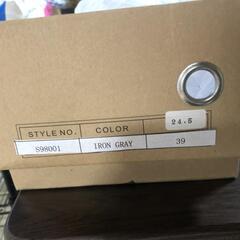 24.5
STYLE NO. COLOR
S98001 IRON GRAY 39